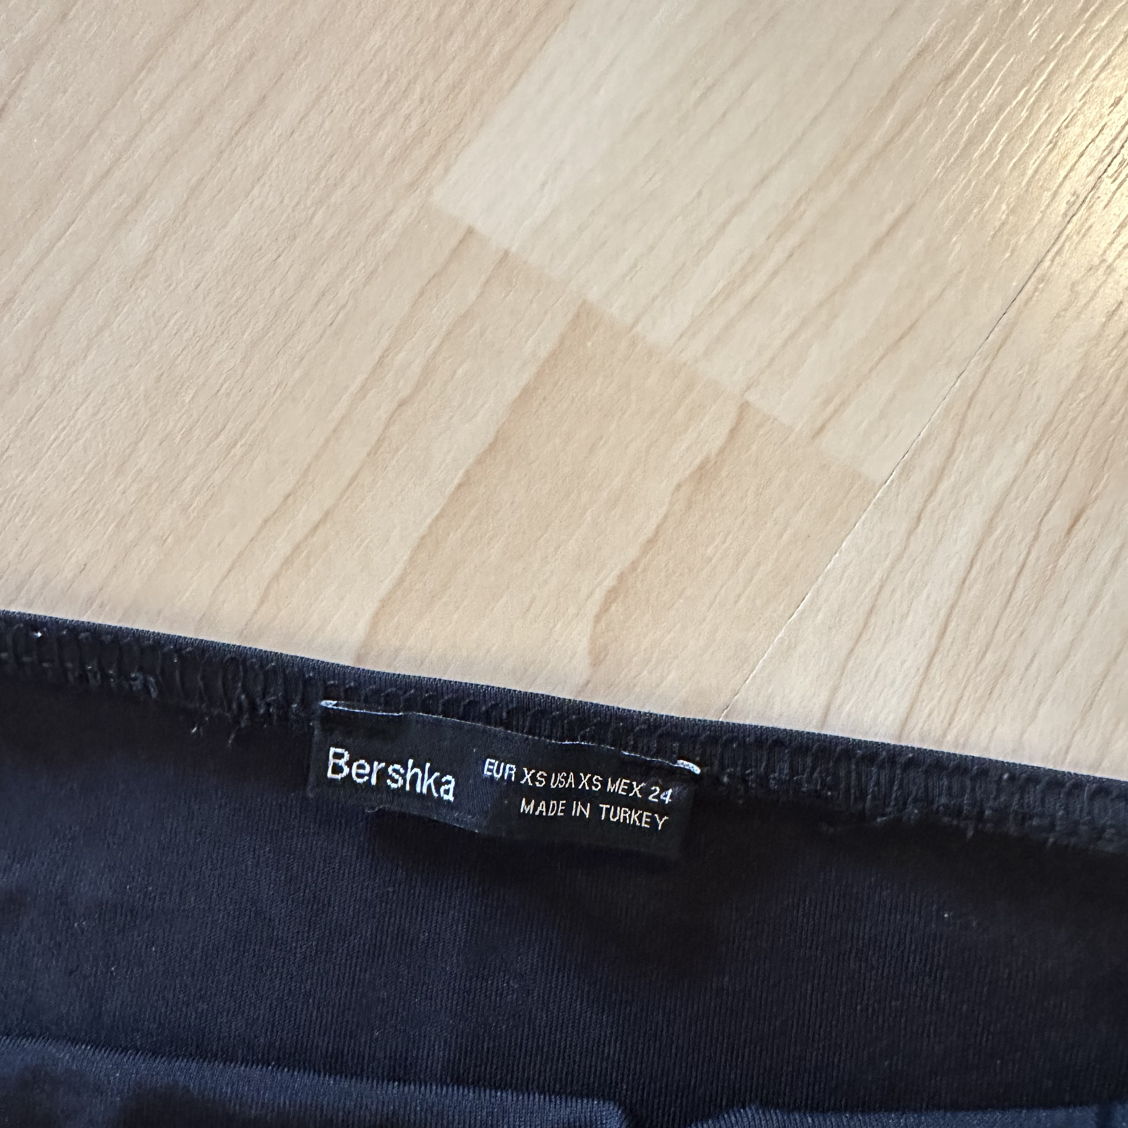 Bershka
EUR XS USA XS MEX 24
MADE IN TURKEY